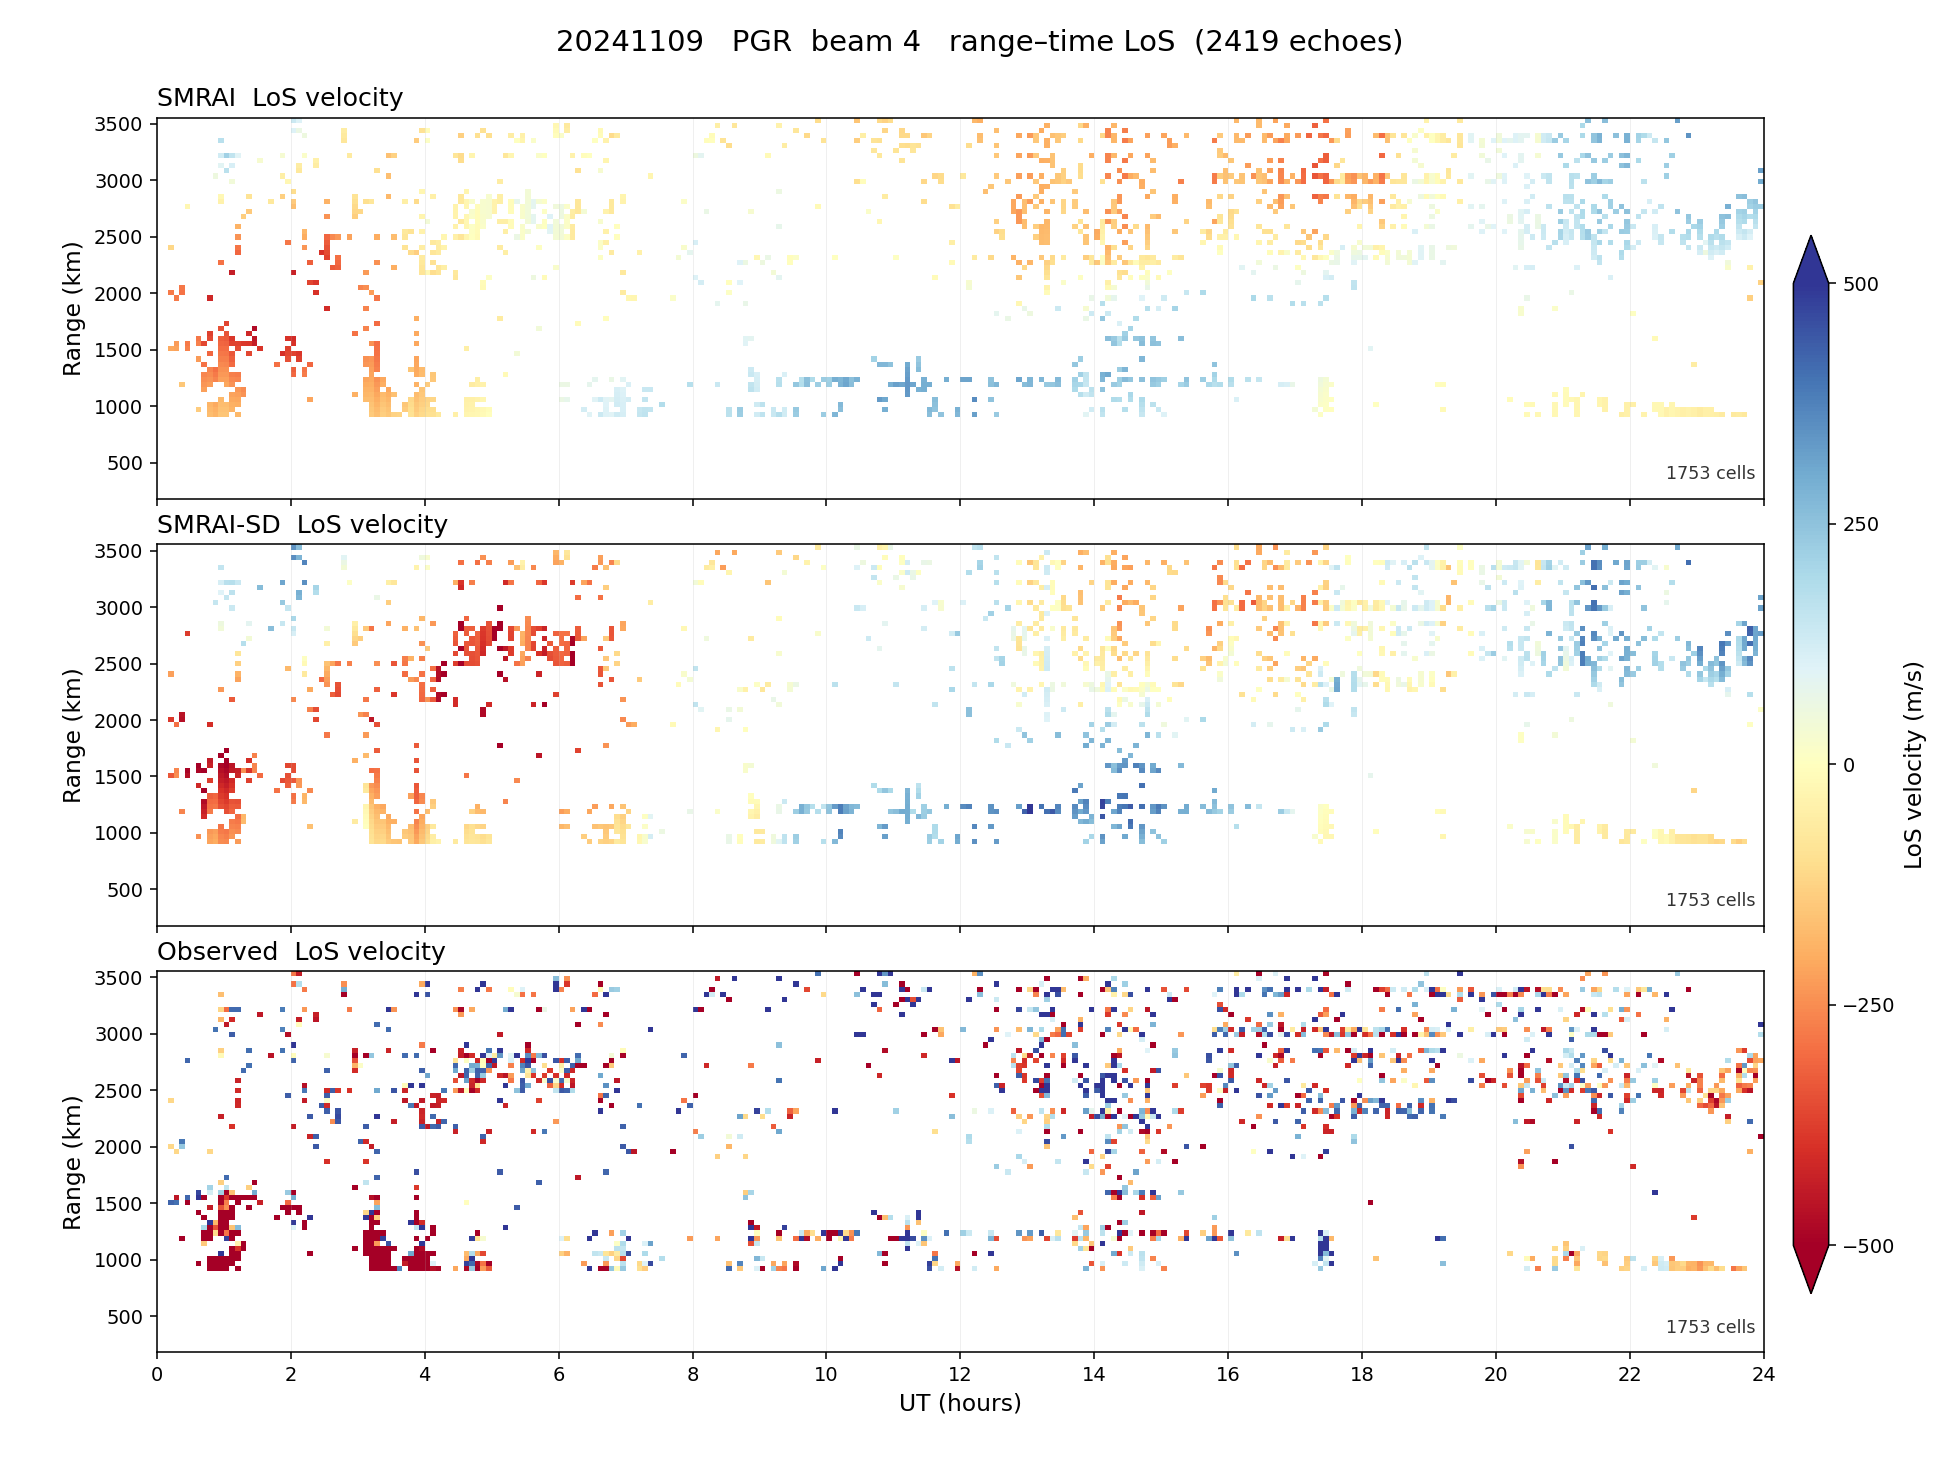 20241109   PGR  beam 4   range–time LoS  (2419 echoes)
SMRAI  LoS velocity
3500
3000
2500
2000
1500
1000
500
Range (km)
1753 cells
SMRAI-SD  LoS velocity
3500
3000
2500
2000
1500
1000
500
Range (km)
1753 cells
Observed  LoS velocity
3500
3000
2500
2000
1500
1000
500
Range (km)
1753 cells
0 2 4 6 8 10 12 14 16 18 20 22 24
UT (hours)
500
250
0
−250
−500
LoS velocity (m/s)